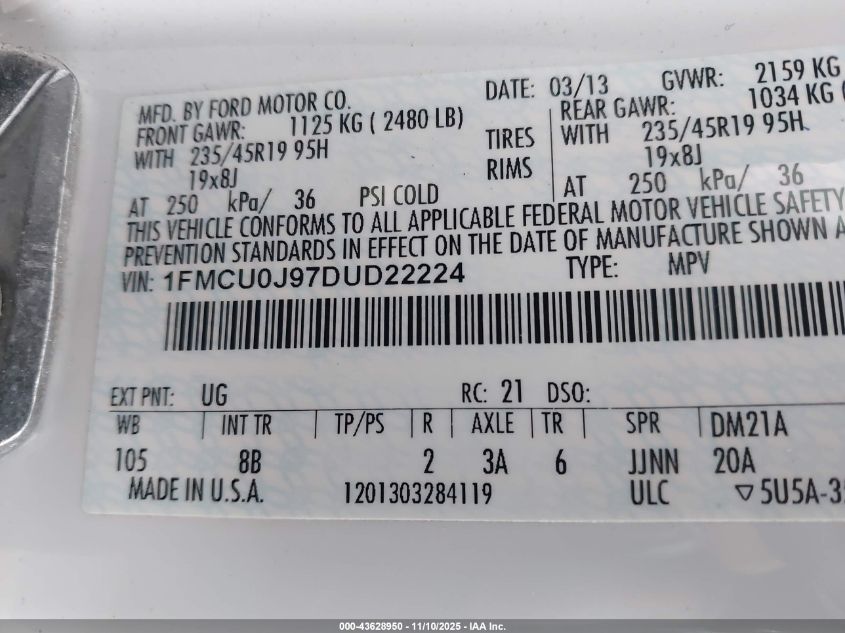 MFD. BY FORD MOTOR CO. DATE: 03/13 GVWR: 2159 KG
FRONT GAWR: 1125 KG ( 2480 LB) REAR GAWR: 1034 KG (
WITH 235/45R19 95H TIRES WITH 235/45R19 95H
19x8J RIMS 19x8J
AT 250 kPa/ 36 PSI COLD AT 250 kPa/ 36
THIS VEHICLE CONFORMS TO ALL APPLICABLE FEDERAL MOTOR VEHICLE SAFETY
PREVENTION STANDARDS IN EFFECT ON THE DATE OF MANUFACTURE SHOWN A
VIN: 1FMCU0J97DUD22224 TYPE: MPV
EXT PNT: UG RC: 21 DSO:
WB INT TR TP/PS R AXLE TR SPR DM21A
105 8B 2 3A 6 JJNN 20A
MADE IN U.S.A. 1201303284119 ULC ▽5U5A-3
000-43628950 — 11/10/2025 — IAA Inc.